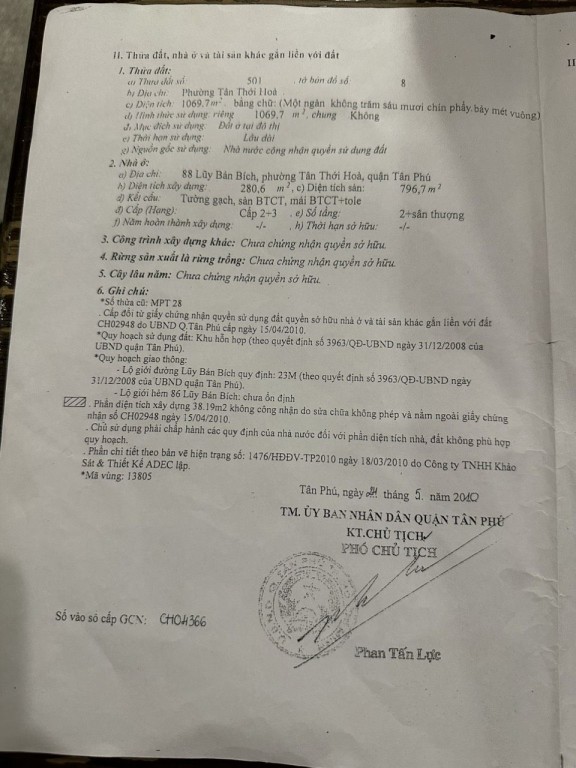 II. Thửa đất, nhà ở và tài sản khác gắn liền với đất
II
1. Thửa đất:
a) Thửa đất số: 501 , tờ bản đồ số: 8
b) Địa chỉ: Phường Tân Thới Hoà
c) Diện tích: 1069,7m². bằng chữ: (Một ngàn không trăm sáu mươi chín phẩy bảy mét vuông)
d) Hình thức sử dụng: riêng 1069,7 m², chung Không
đ) Mục đích sử dụng: Đất ở tại đô thị
e) Thời hạn sử dụng: Lâu dài
g) Nguồn gốc sử dụng: Nhà nước công nhận quyền sử dụng đất
2. Nhà ở:
a) Địa chỉ: 88 Lũy Bán Bích, phường Tân Thới Hoà, quận Tân Phú
b) Diện tích xây dựng: 280,6 m², c) Diện tích sàn: 796,7 m²
d) Kết cấu: Tường gạch, sàn BTCT, mái BTCT+tole
đ) Cấp (Hạng): Cấp 2+3 . e) Số tầng: 2+sân thượng
f) Năm hoàn thành xây dựng: -/- , h) Thời hạn sở hữu: -/-
3. Công trình xây dựng khác: Chưa chứng nhận quyền sở hữu.
4. Rừng sản xuất là rừng trồng: Chưa chứng nhận quyền sở hữu.
5. Cây lâu năm: Chưa chứng nhận quyền sở hữu.
6. Ghi chú:
*Số thửa cũ: MPT 28
. Cấp đổi từ giấy chứng nhận quyền sử dụng đất quyền sở hữu nhà ở và tài sản khác gắn liền với đất
CH02948 do UBND Q.Tân Phú cấp ngày 15/04/2010.
*Quy hoạch sử dụng đất: Khu hỗn hợp (theo quyết định số 3963/QĐ-UBND ngày 31/12/2008 của
UBND quận Tân Phú).
*Quy hoạch giao thông:
- Lộ giới đường Lũy Bán Bích quy định: 23M (theo quyết định số 3963/QĐ-UBND ngày
31/12/2008 của UBND quận Tân Phú).
- Lộ giới hẻm 86 Lũy Bán Bích: chưa ổn định
. Phần diện tích xây dựng 38.19m2 không công nhận do sửa chữa không phép và nằm ngoài giấy chứng
nhận số CH02948 ngày 15/04/2010.
. Chủ sử dụng phải chấp hành các quy định của nhà nước đối với phần diện tích nhà, đất không phù hợp
quy hoạch.
. Phần chi tiết theo bản vẽ hiện trạng số: 1476/HĐĐV-TP2010 ngày 18/03/2010 do Công ty TNHH Khảo
Sát & Thiết Kế ADEC lập.
*Mã vùng: 13805
Tân Phú, ngày tháng 5. năm 2010
TM. ỦY BAN NHÂN DÂN QUẬN TÂN PHÚ
KT.CHỦ TỊCH
PHÓ CHỦ TỊCH
Số vào sổ cấp GCN: CH04366
Phan Tấn Lực